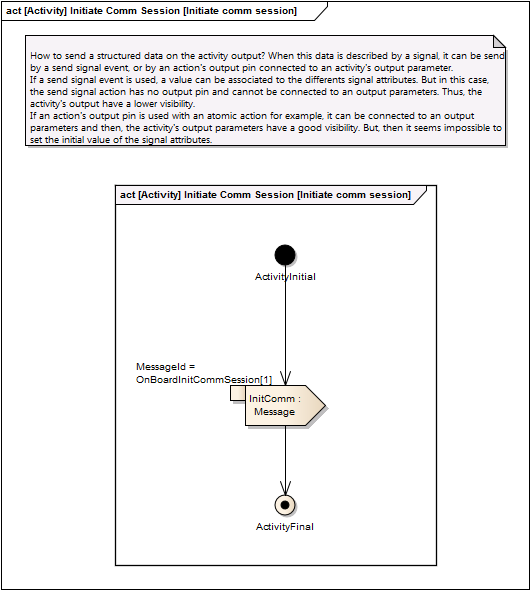 act [Activity] Initiate Comm Session [Initiate comm session]
How to send a structured data on the activity output? When this data is described by a signal, it can be send
by a send signal event, or by an action's output pin connected to an activity's output parameter.
If a send signal event is used, a value can be associated to the differents signal attributes. But in this case,
the send signal action has no output pin and cannot be connected to an output parameters. Thus, the
activity's output have a lower visibility.
If an action's output pin is used with an atomic action for example, it can be connected to an output
parameters and then, the activity's output parameters have a good visibility. But, then it seems impossible to
set the initial value of the signal attributes.
act [Activity] Initiate Comm Session [Initiate comm session]
ActivityInitial
MessageId =
OnBoardInitCommSession[1]
InitComm :
Message
ActivityFinal